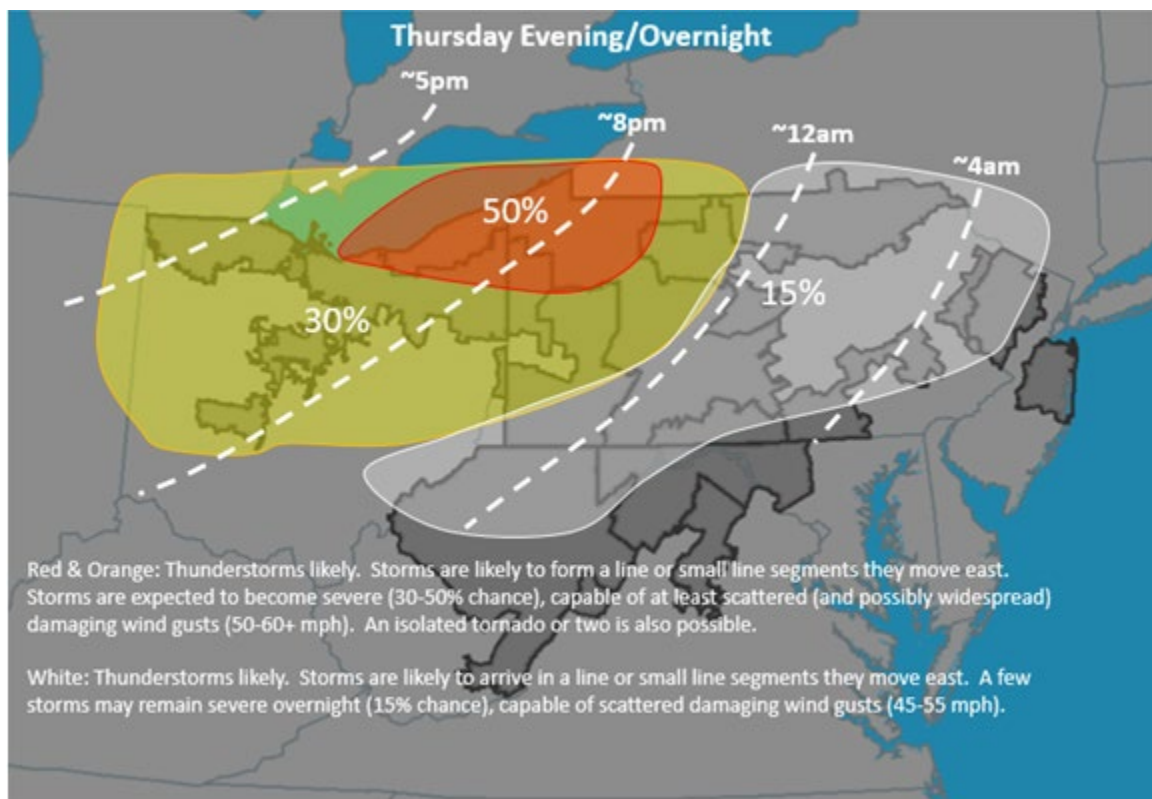 Thursday Evening/Overnight
~5pm
~8pm
~12am
~4am
50%
15%
30%
Red & Orange: Thunderstorms likely. Storms are likely to form a line or small line segments they move east.
Storms are expected to become severe (30-50% chance), capable of at least scattered (and possibly widespread)
damaging wind gusts (50-60+ mph). An isolated tornado or two is also possible.
White: Thunderstorms likely. Storms are likely to arrive in a line or small line segments they move east. A few
storms may remain severe overnight (15% chance), capable of scattered damaging wind gusts (45-55 mph).